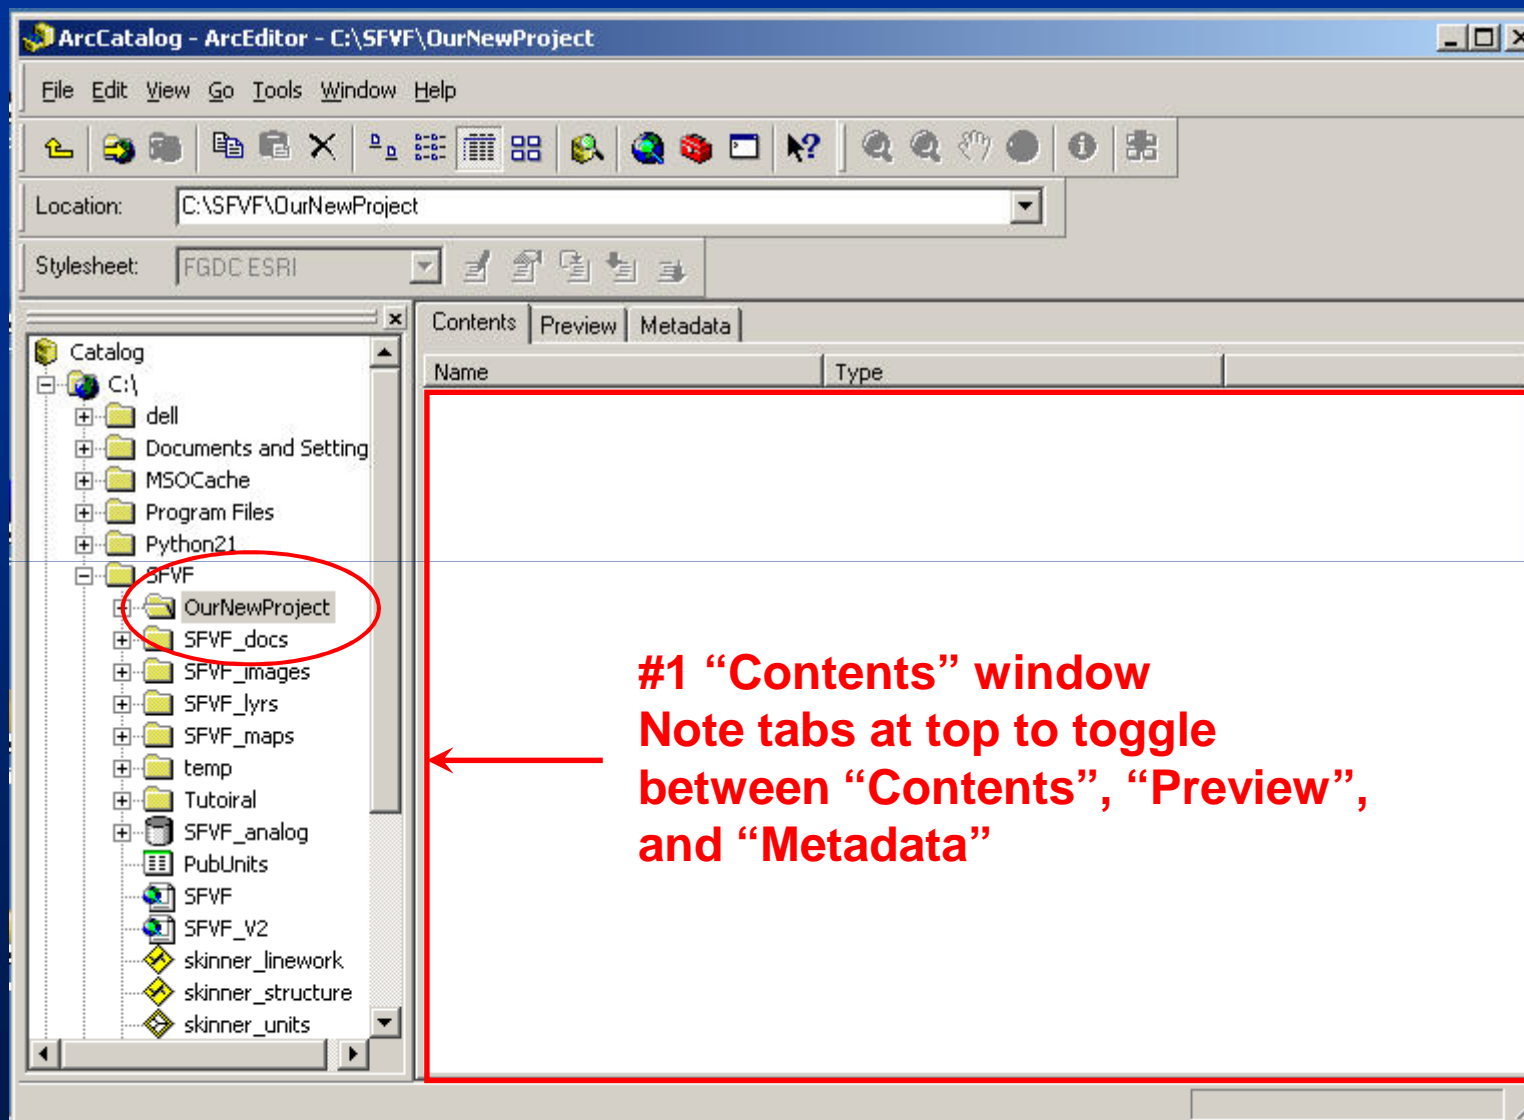 ArcCatalog - ArcEditor - C:\SFVF\OurNewProject
File Edit View Go Tools Window Help
Location: C:\SFVF\OurNewProject
Stylesheet: FGDC ESRI
Contents Preview Metadata
Name Type
Catalog
C:\
dell
Documents and Setting
MSOCache
Program Files
Python21
SFVF
OurNewProject
SFVF_docs
SFVF_images
SFVF_lyrs
SFVF_maps
temp
Tutoiral
SFVF_analog
PubUnits
SFVF
SFVF_V2
skinner_linework
skinner_structure
skinner_units
#1 “Contents” window
Note tabs at top to toggle
between “Contents”, “Preview”,
and “Metadata”